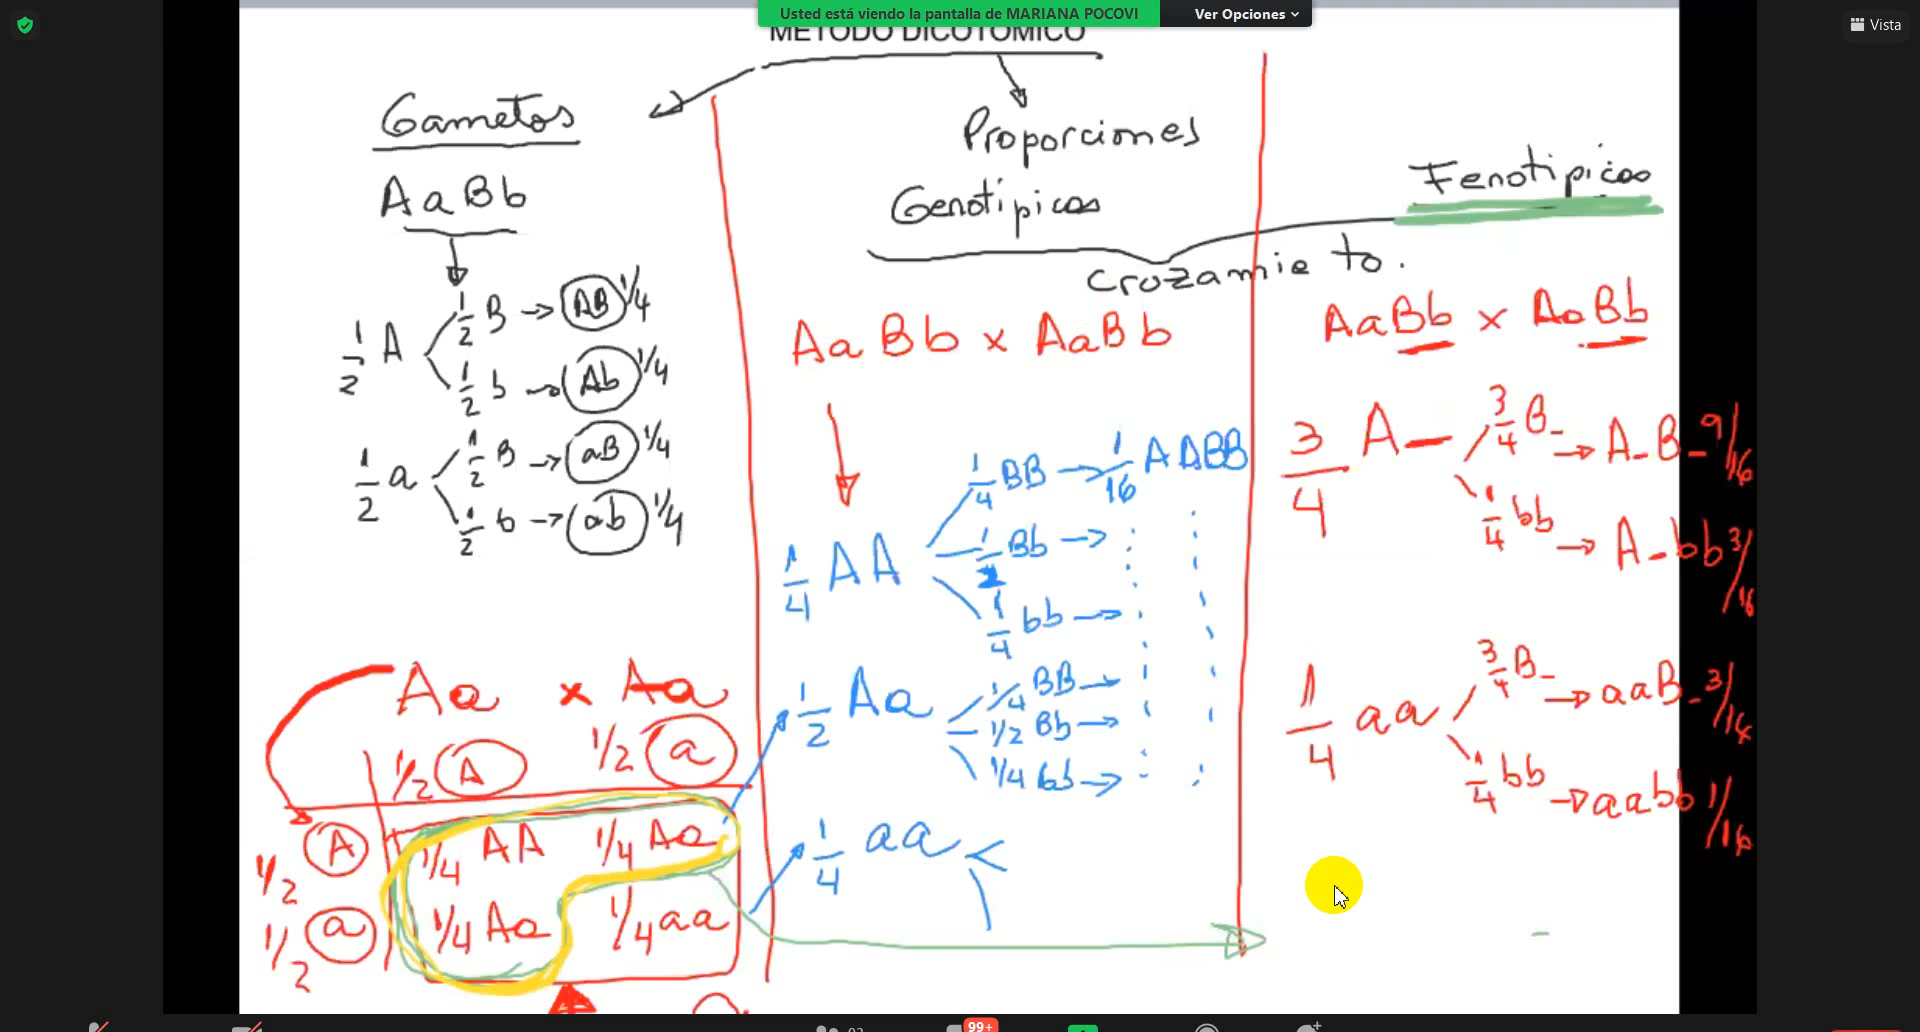 Usted está viendo la pantalla de MARIANA POCOVI
Ver Opciones
Vista
METODO DICOTOMICO
Gametos
AaBb
1/2 A
1/2 B → AB 1/4
1/2 b → Ab 1/4
1/2 a
1/2 B → aB 1/4
1/2 b → ab 1/4
Aa x Aa
1/2 A 1/2 a
1/2 A 1/4 AA 1/4 Aa
1/2 a 1/4 Aa 1/4 aa
Proporciones
Genotípicas
Crozamie to.
AaBb x AaBb
1/4 AA
1/4 BB → 1/16 AABB
1/2 Bb →
1/4 bb →
1/2 Aa
1/4 BB →
1/2 Bb →
1/4 bb →
1/4 aa
Fenotipicas
AaBb x AaBb
3/4 A_
3/4 B_ → A_B_ 9/16
1/4 bb → A_bb 3/16
1/4 aa
3/4 B_ → aaB_ 3/16
1/4 bb → aabb 1/16
99+